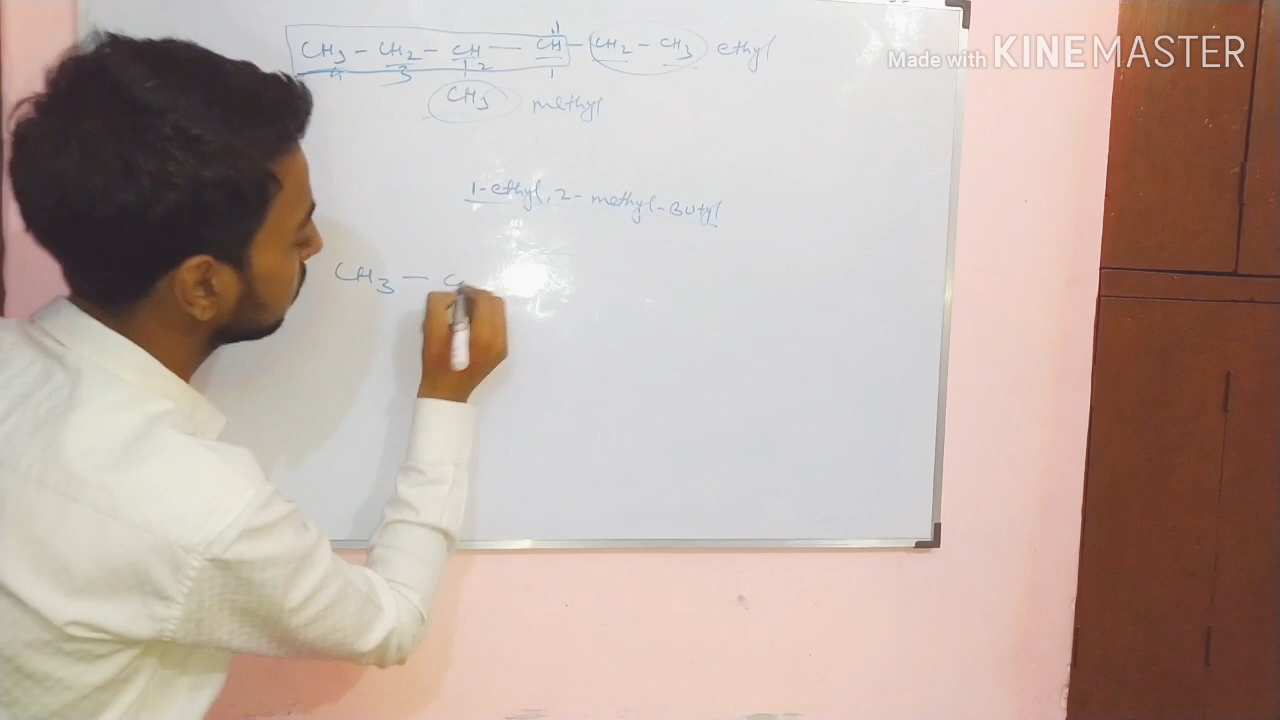 Made with KINEMASTER
1
CH3 - CH2 - CH - CH - CH2 - CH3 ethyl
4 3 2 1
CH3 methyl
1-ethyl, 2- methyl-Butyl
CH3 - C